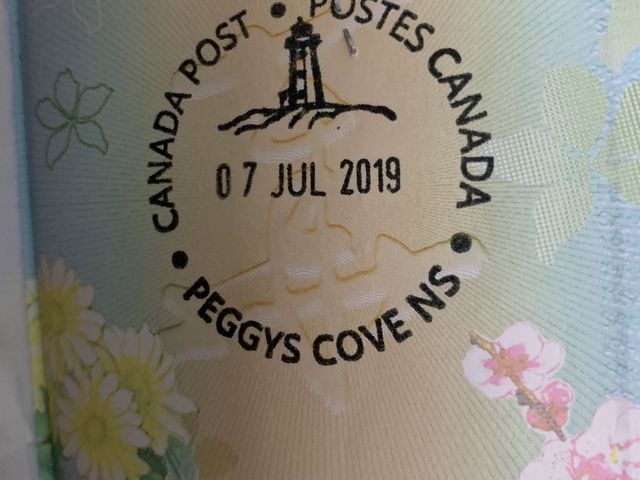 CANADA POST • POSTES CANADA
07 JUL 2019
• PEGGYS COVE NS •